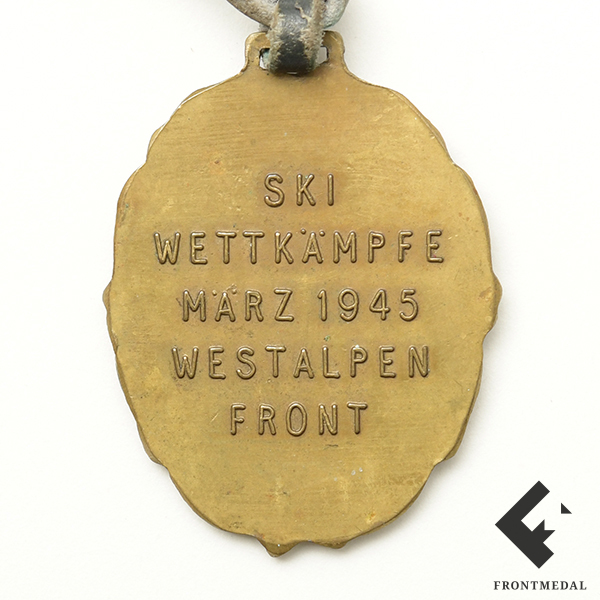 SKI
WETTKÄMPFE
MÄRZ 1945
WESTALPEN
FRONT
FRONTMEDAL